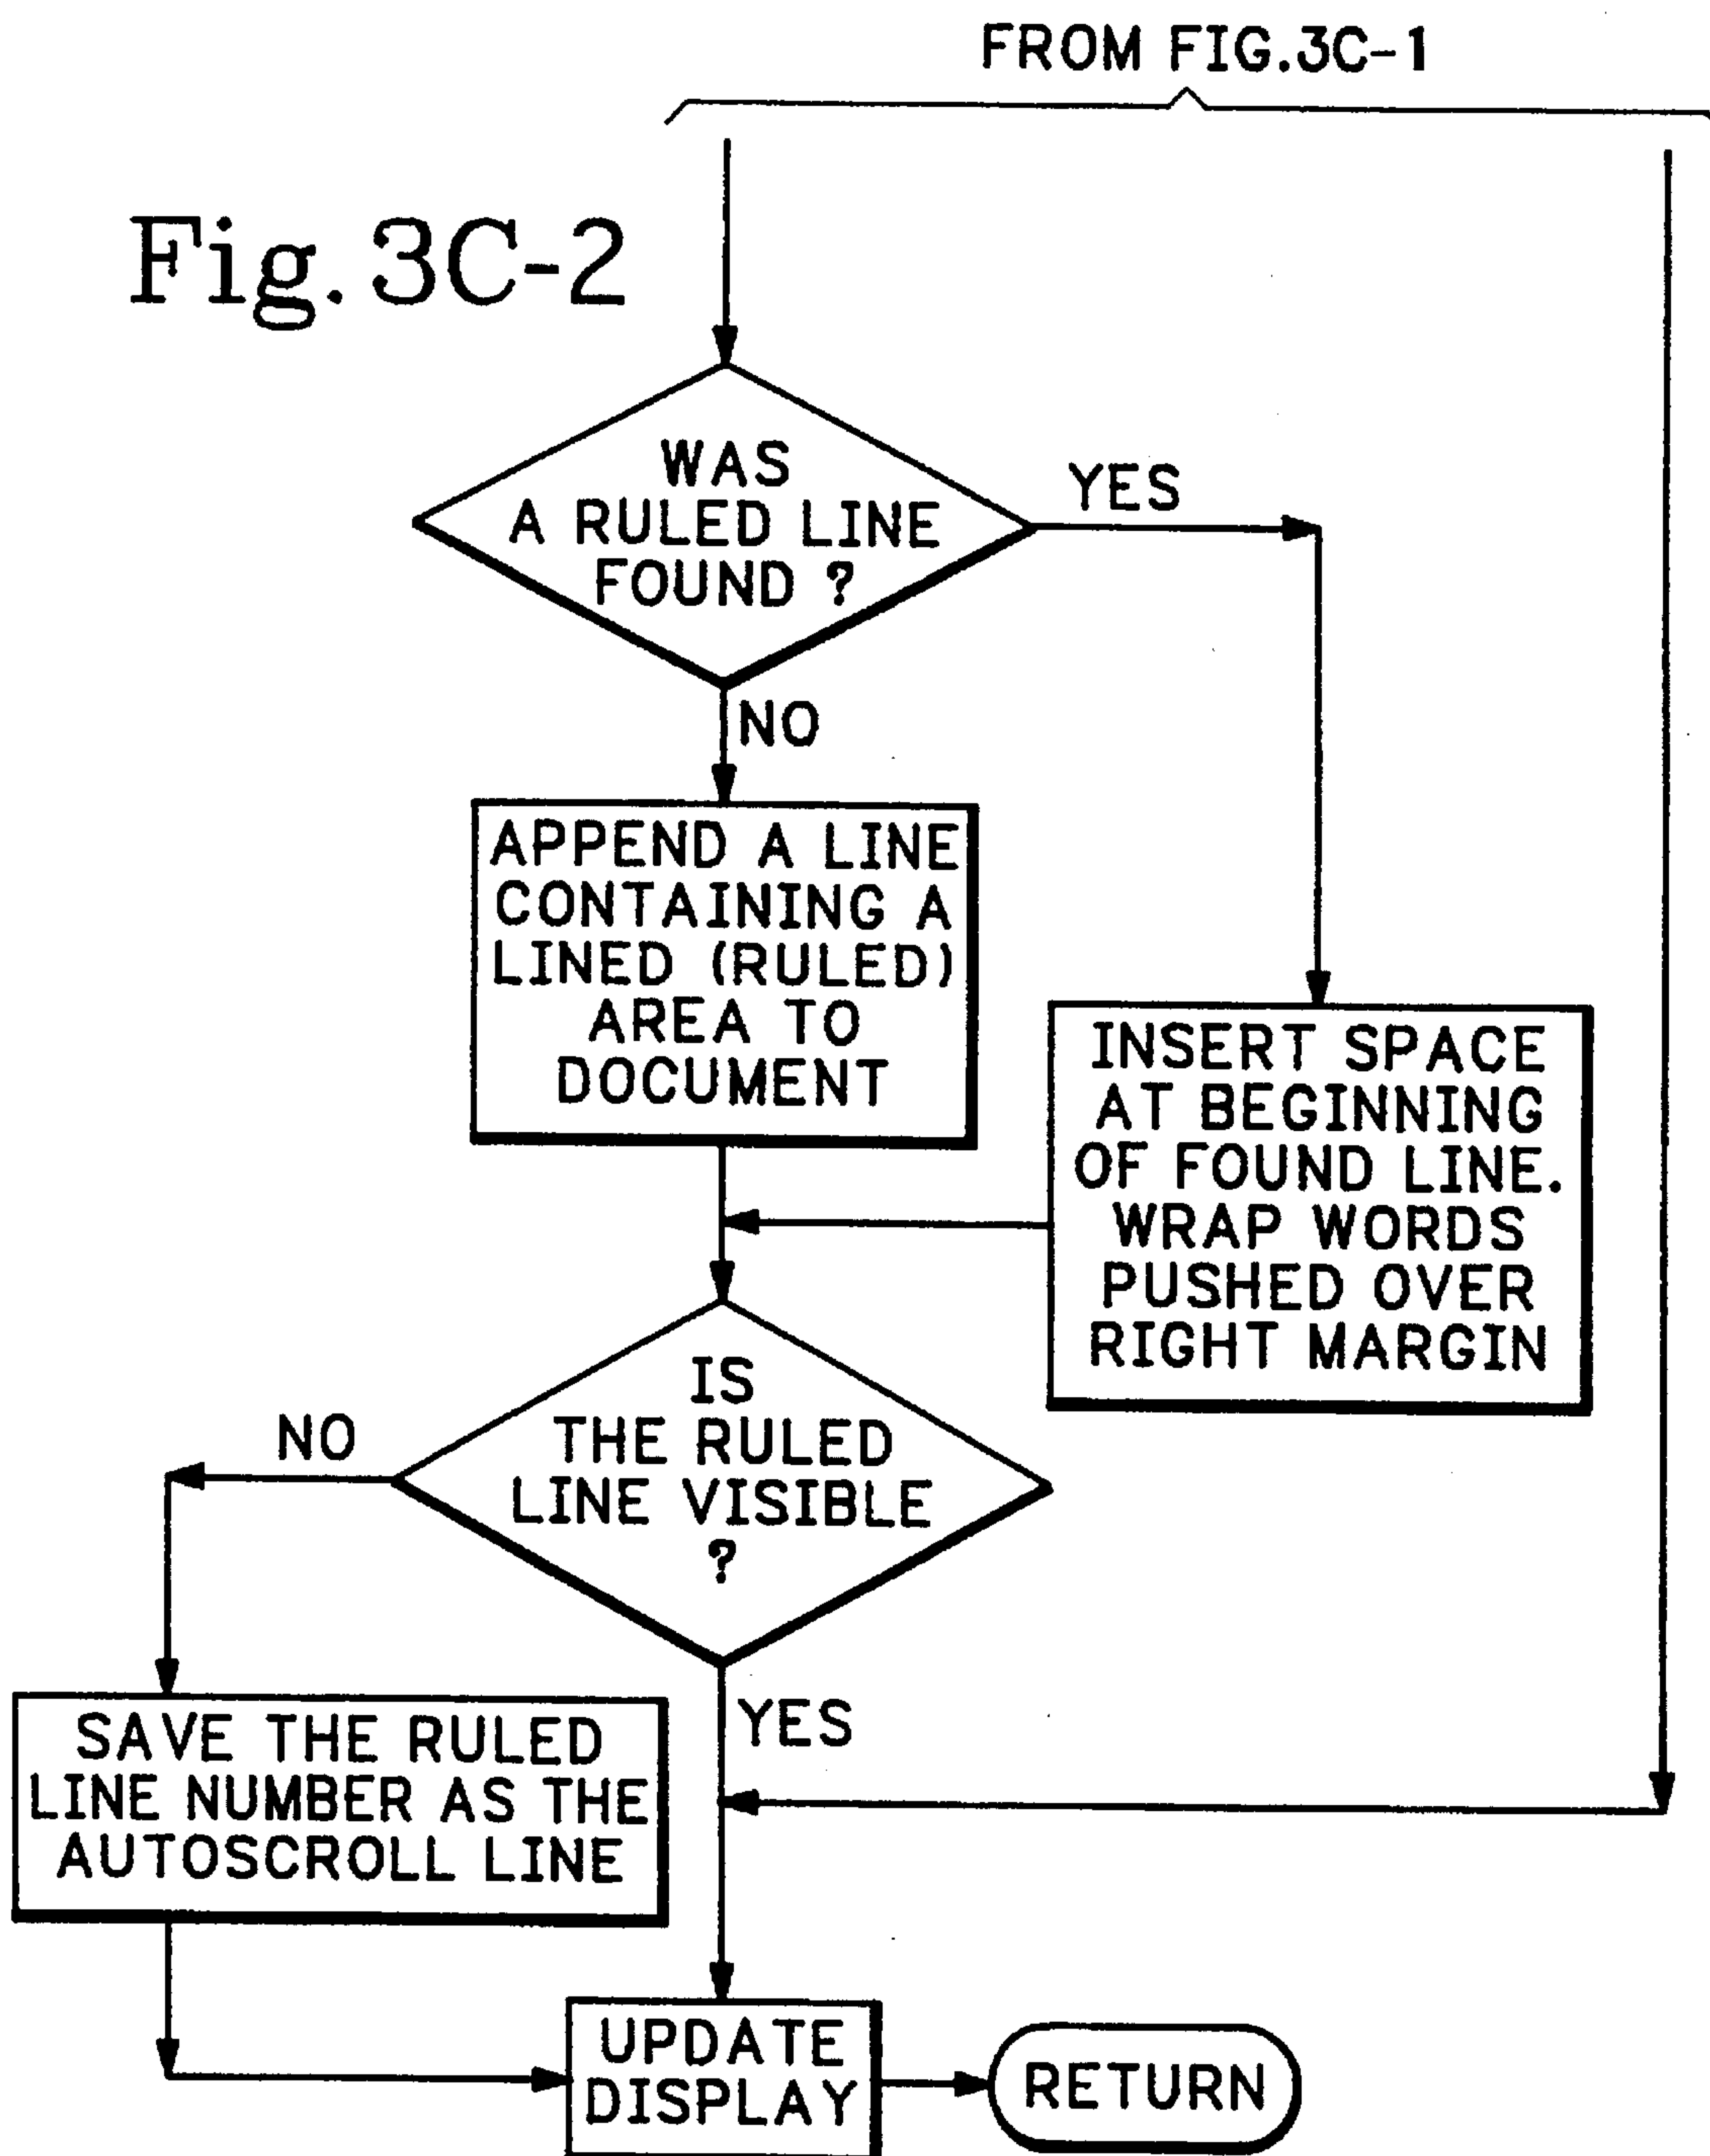 FROM FIG.3C-1
Fig. 3C-2
WAS
A RULED LINE
FOUND ?
YES
NO
APPEND A LINE
CONTAINING A
LINED (RULED)
AREA TO
DOCUMENT
INSERT SPACE
AT BEGINNING
OF FOUND LINE.
WRAP WORDS
PUSHED OVER
RIGHT MARGIN
IS
THE RULED
LINE VISIBLE
?
NO
YES
SAVE THE RULED
LINE NUMBER AS THE
AUTOSCROLL LINE
UPDATE
DISPLAY
RETURN